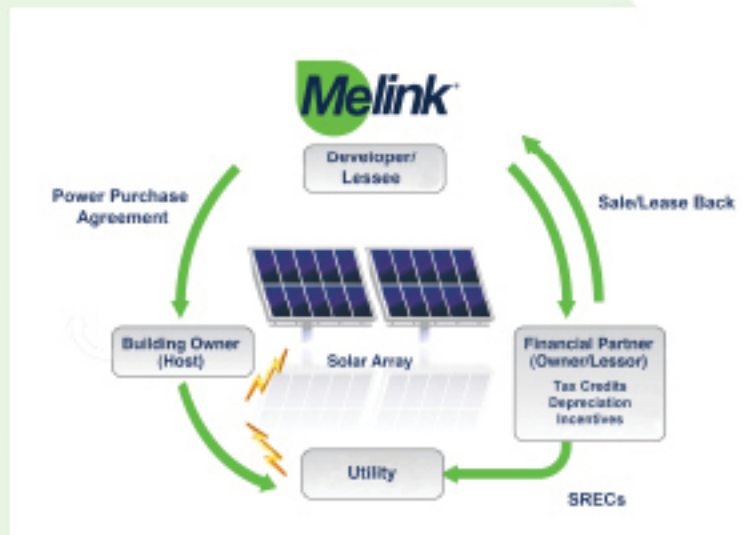 Melink
Developer/
Lessee
Power Purchase
Agreement
Sale/Lease Back
Building Owner
(Host)
Solar Array
Financial Partner
(Owner/Lessor)
Tax Credits
Depreciation
Incentives
Utility
SRECs